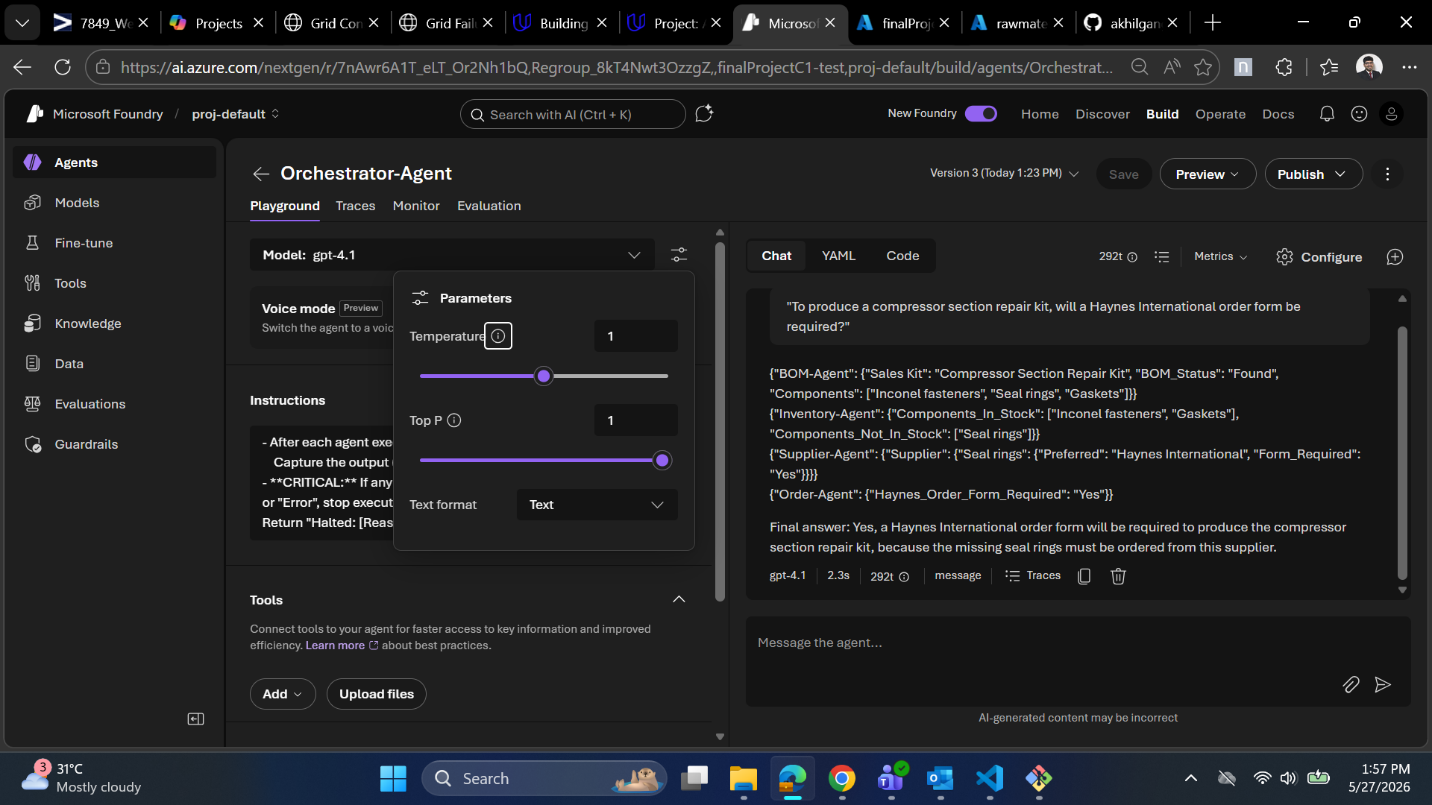 7849_We
Projects
Grid Con
Grid Fail
Building
Project: A
Microsof
finalProj
rawmate
akhilgan
https://ai.azure.com/nextgen/r/7nAwr6A1T_eLT_Or2Nh1bQ,Regroup_8kT4Nwt3OzzgZ,,finalProjectC1-test,proj-default/build/agents/Orchestrat...
Microsoft Foundry / proj-default
Search with AI (Ctrl + K)
New Foundry
Home
Discover
Build
Operate
Docs
Agents
Models
Fine-tune
Tools
Knowledge
Data
Evaluations
Guardrails
Orchestrator-Agent
Version 3 (Today 1:23 PM)
Save
Preview
Publish
Playground
Traces
Monitor
Evaluation
Model: gpt-4.1
Voice mode Preview
Switch the agent to a voic
Parameters
Temperature
1
Top P
1
Text format
Text
Instructions
- After each agent exe
Capture the output
- **CRITICAL:** If any
or "Error", stop execut
Return "Halted: [Reas
Tools
Connect tools to your agent for faster access to key information and improved
efficiency. Learn more about best practices.
Add
Upload files
Chat
YAML
Code
292t
Metrics
Configure
"To produce a compressor section repair kit, will a Haynes International order form be
required?"
{"BOM-Agent": {"Sales Kit": "Compressor Section Repair Kit", "BOM_Status": "Found",
"Components": ["Inconel fasteners", "Seal rings", "Gaskets"]}}
{"Inventory-Agent": {"Components_In_Stock": ["Inconel fasteners", "Gaskets"],
"Components_Not_In_Stock": ["Seal rings"]}}
{"Supplier-Agent": {"Supplier": {"Seal rings": {"Preferred": "Haynes International", "Form_Required":
"Yes"}}}}
{"Order-Agent": {"Haynes_Order_Form_Required": "Yes"}}
Final answer: Yes, a Haynes International order form will be required to produce the compressor
section repair kit, because the missing seal rings must be ordered from this supplier.
gpt-4.1
2.3s
292t
message
Traces
Message the agent...
AI-generated content may be incorrect
3
31°C
Mostly cloudy
Search
1:57 PM
5/27/2026